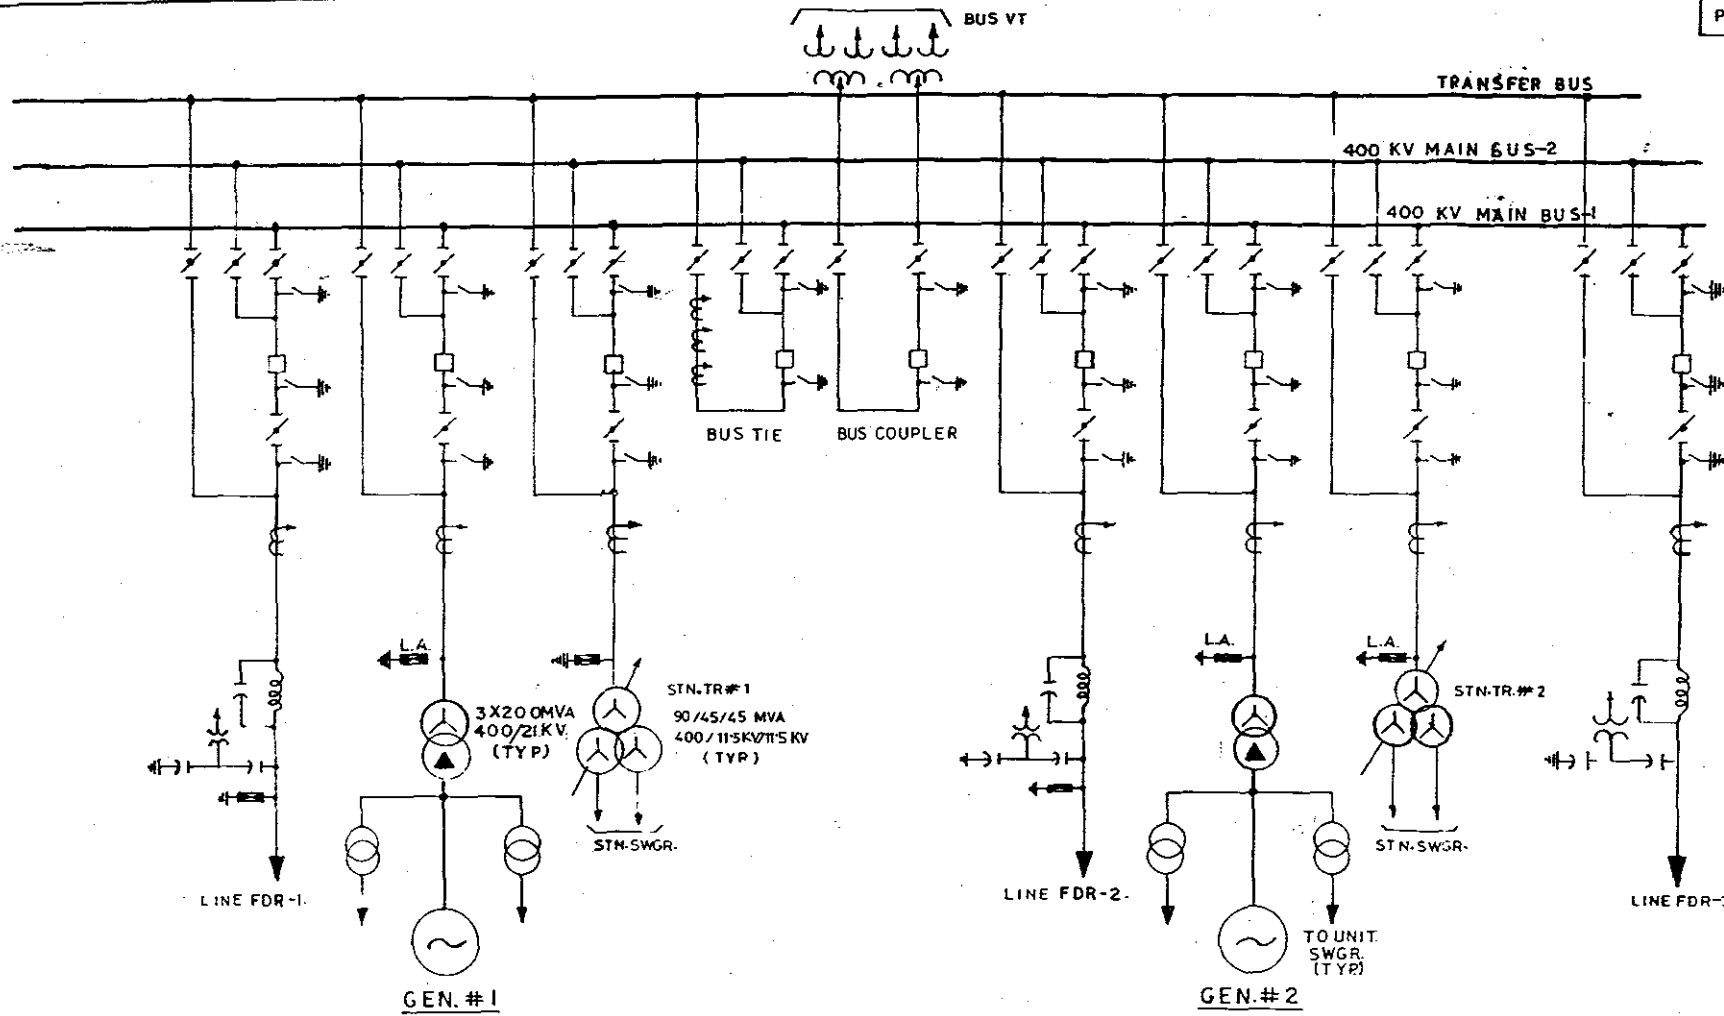 BUS VT
P
TRANSFER BUS
400 KV MAIN BUS-2
400 KV MAIN BUS-1
BUS TIE
BUS COUPLER
L.A.
3X200MVA
400/21KV
(TYP)
STN.TR#1
90/45/45 MVA
400/11.5KV/11.5KV
(TYP)
L.A.
L.A.
STN.TR.#2
STN.SWGR.
STN.SWGR.
LINE FDR-1.
LINE FDR-2.
LINE FDR-
TO UNIT.
SWGR.
(TYP)
GEN.#1
GEN.#2